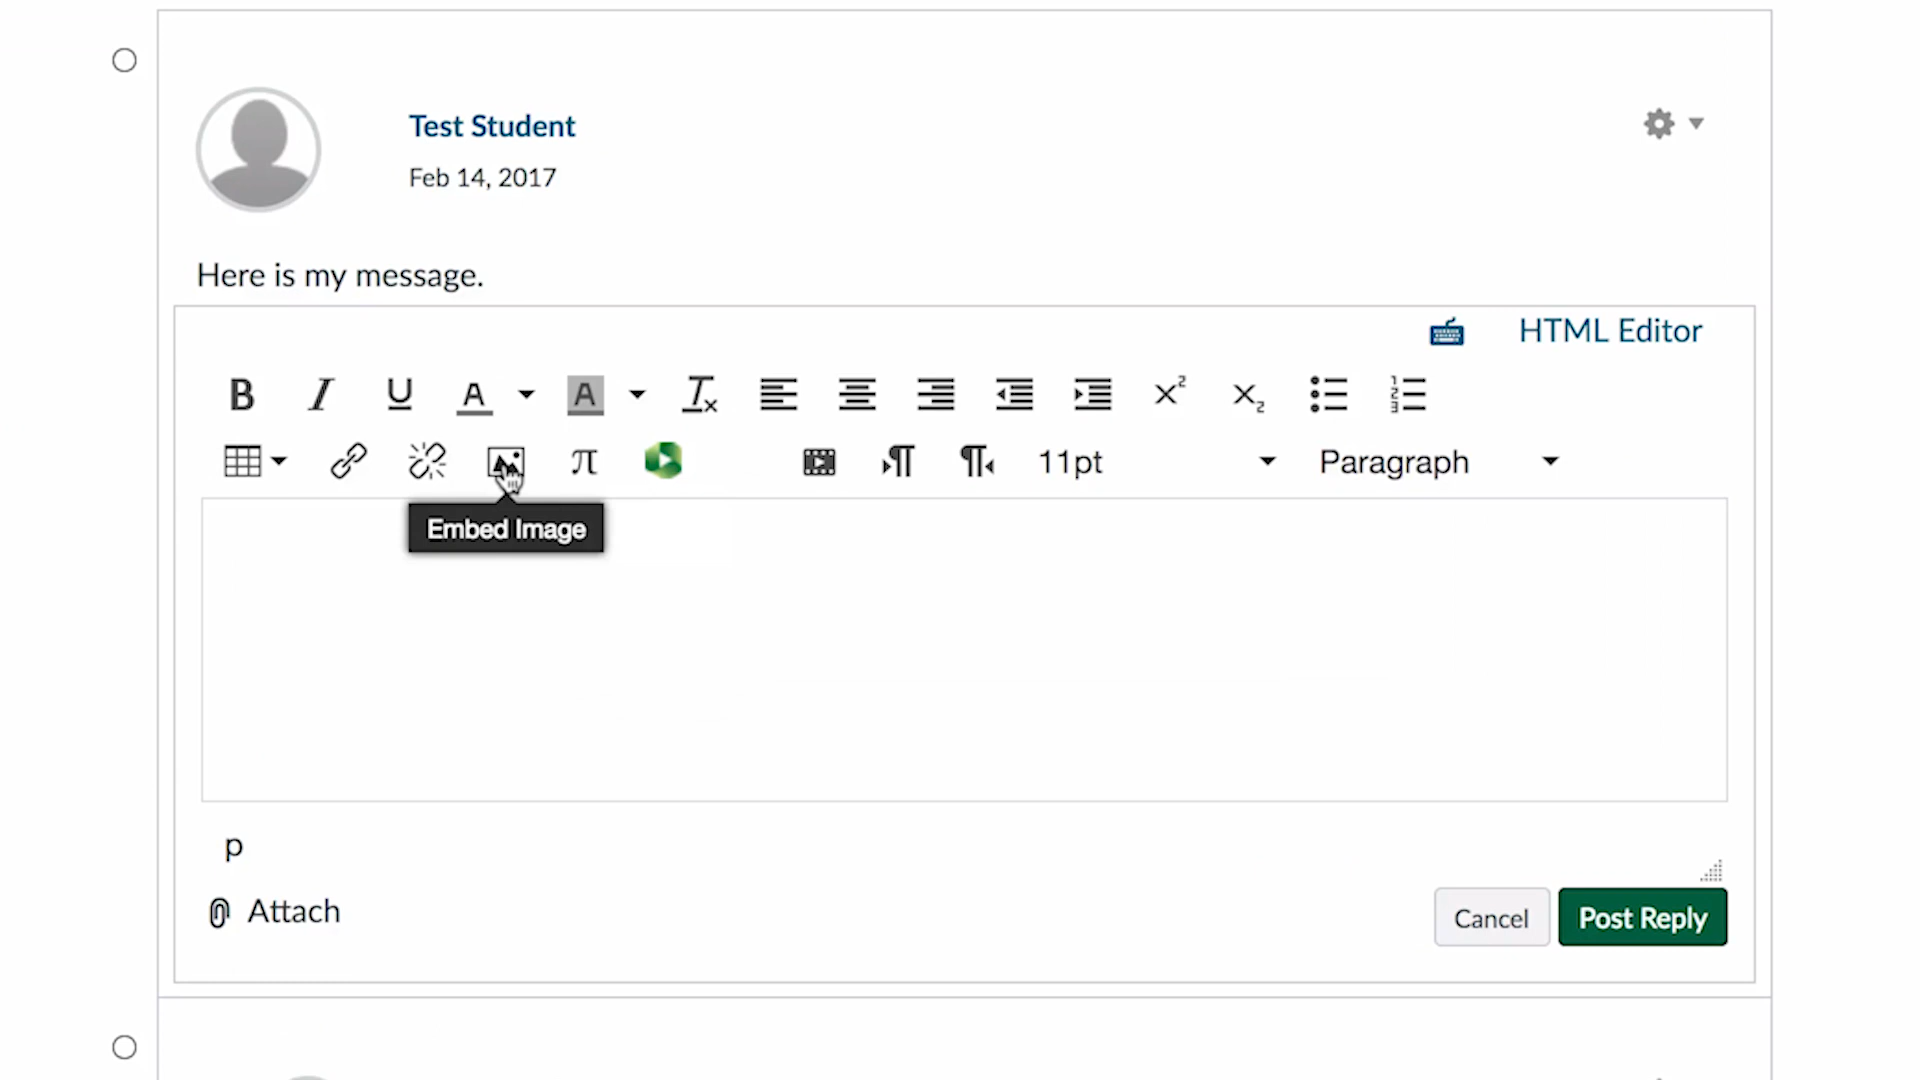 Test Student
Feb 14, 2017
Here is my message.
HTML Editor
11pt Paragraph
Embed Image
p
Attach
Cancel Post Reply